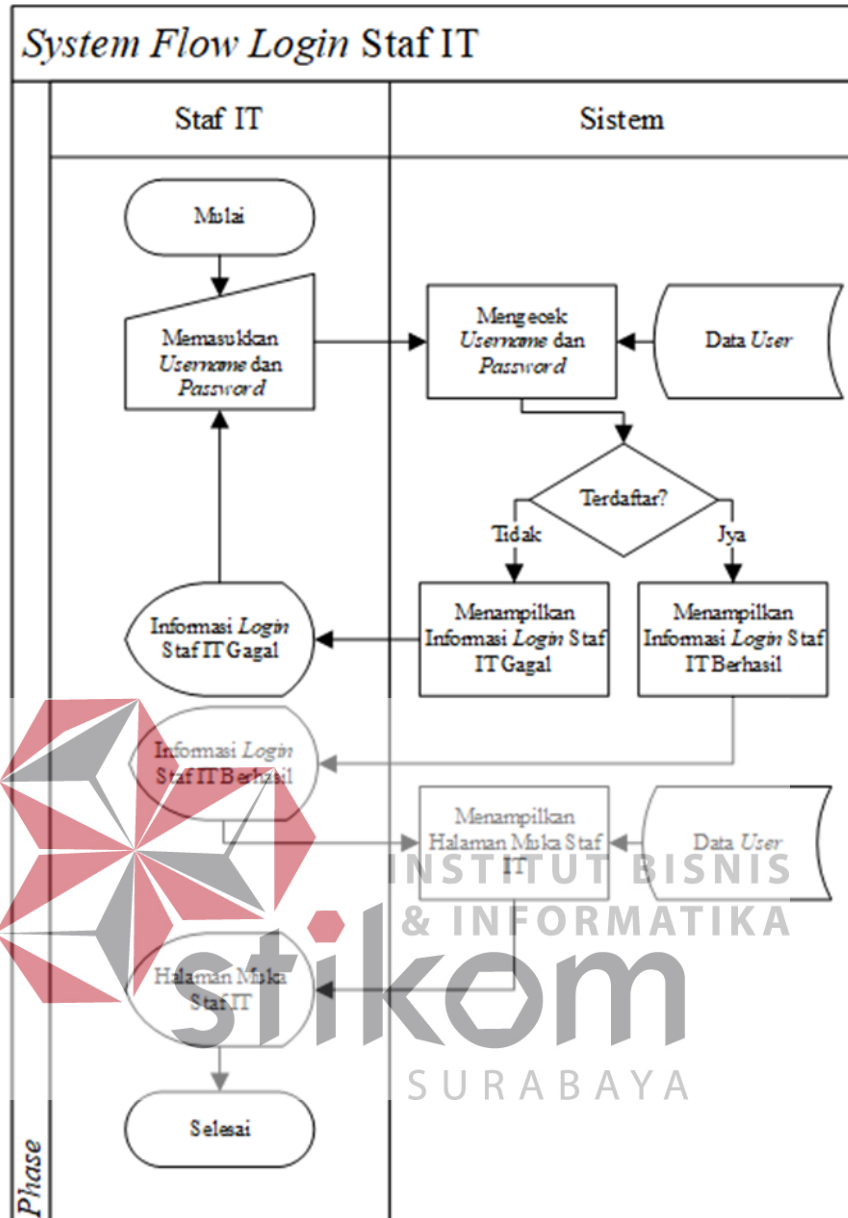 System Flow Login Staf IT
Staf IT
Sistem
Mulai
Memasukkan
Username dan
Password
Mengecek
Username dan
Password
Data User
Terdaftar?
Tidak
Jya
Informasi Login
Staf IT Gagal
Menampilkan
Informasi Login Staf
IT Gagal
Menampilkan
Informasi Login Staf
IT Berhasil
Informasi Login
Staf IT Berhasil
Menampilkan
Halaman Muka Staf
IT
Data User
INSTITUT BISNIS
& INFORMATIKA
stikom
SURABAYA
Halaman Muka
Staf IT
Selesai
Phase